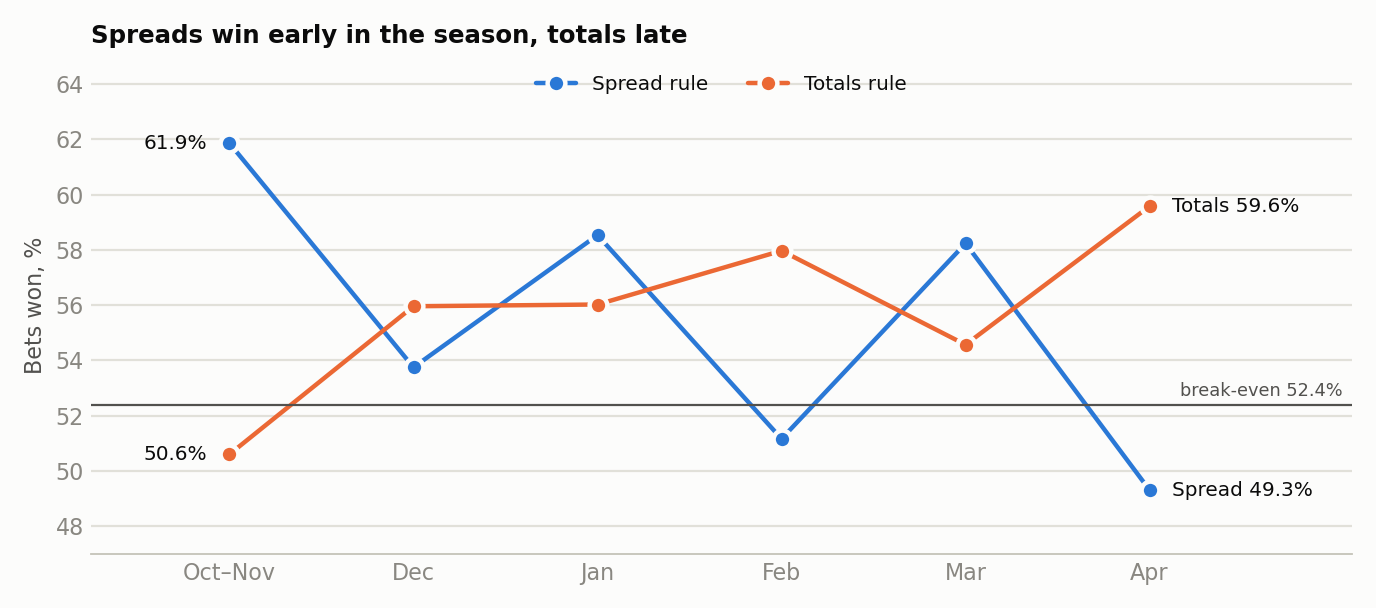 Spreads win early in the season, totals late
Spread rule
Totals rule
Bets won, %
64
62
60
58
56
54
52
50
48
61.9%
50.6%
Totals 59.6%
break-even 52.4%
Spread 49.3%
Oct–Nov
Dec
Jan
Feb
Mar
Apr